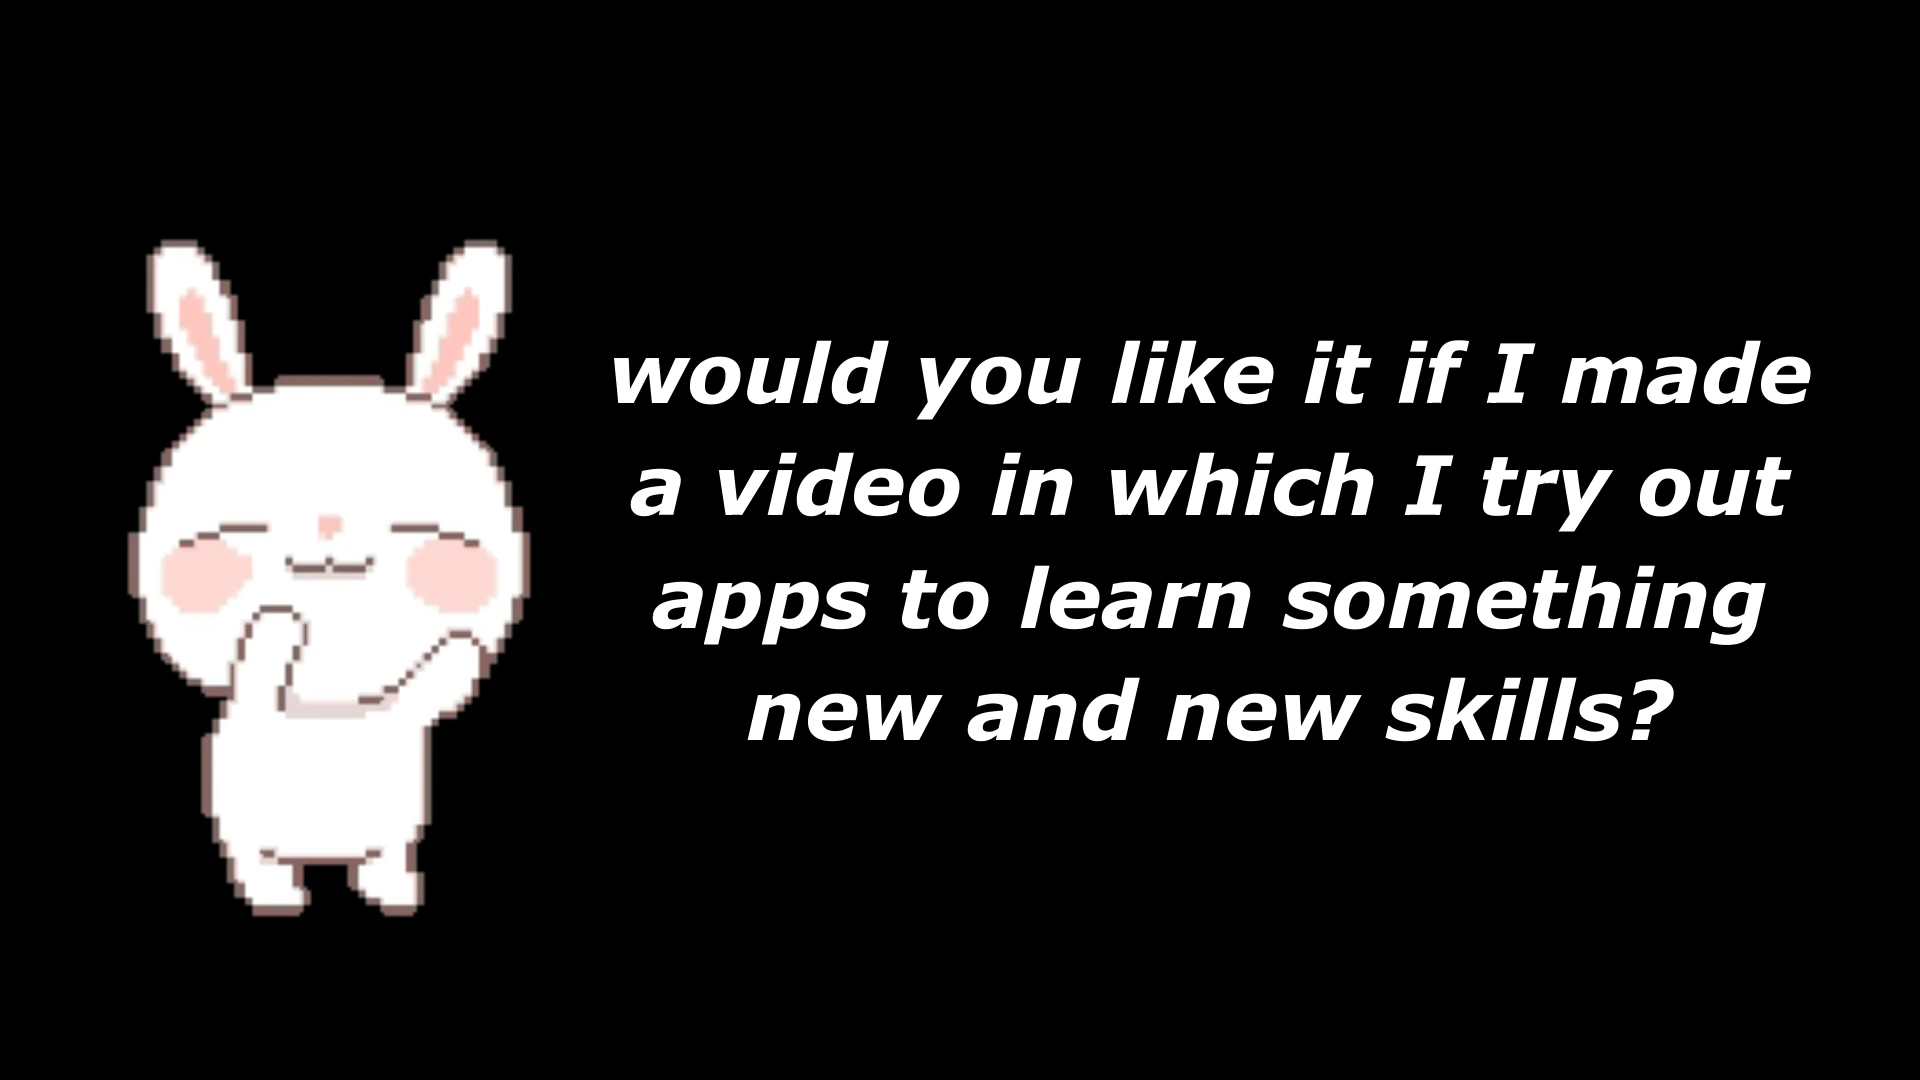 would you like it if I made
a video in which I try out
apps to learn something
new and new skills?